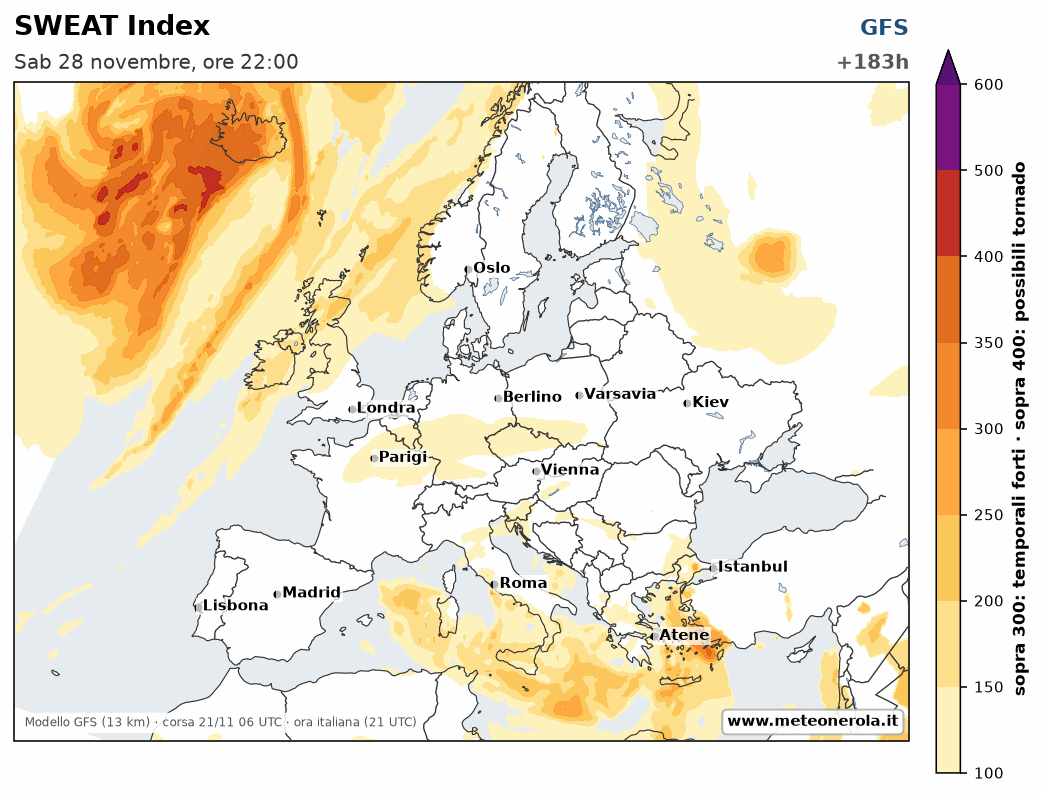 SWEAT Index
GFS
Sab 28 novembre, ore 22:00
+183h
600
500
400
350
300
250
200
150
100
sopra 300: temporali forti · sopra 400: possibili tornado
Oslo
Londra
Berlino
Varsavia
Kiev
Parigi
Vienna
Istanbul
Roma
Madrid
Lisbona
Atene
Modello GFS (13 km) · corsa 21/11 06 UTC · ora italiana (21 UTC)
www.meteonerola.it